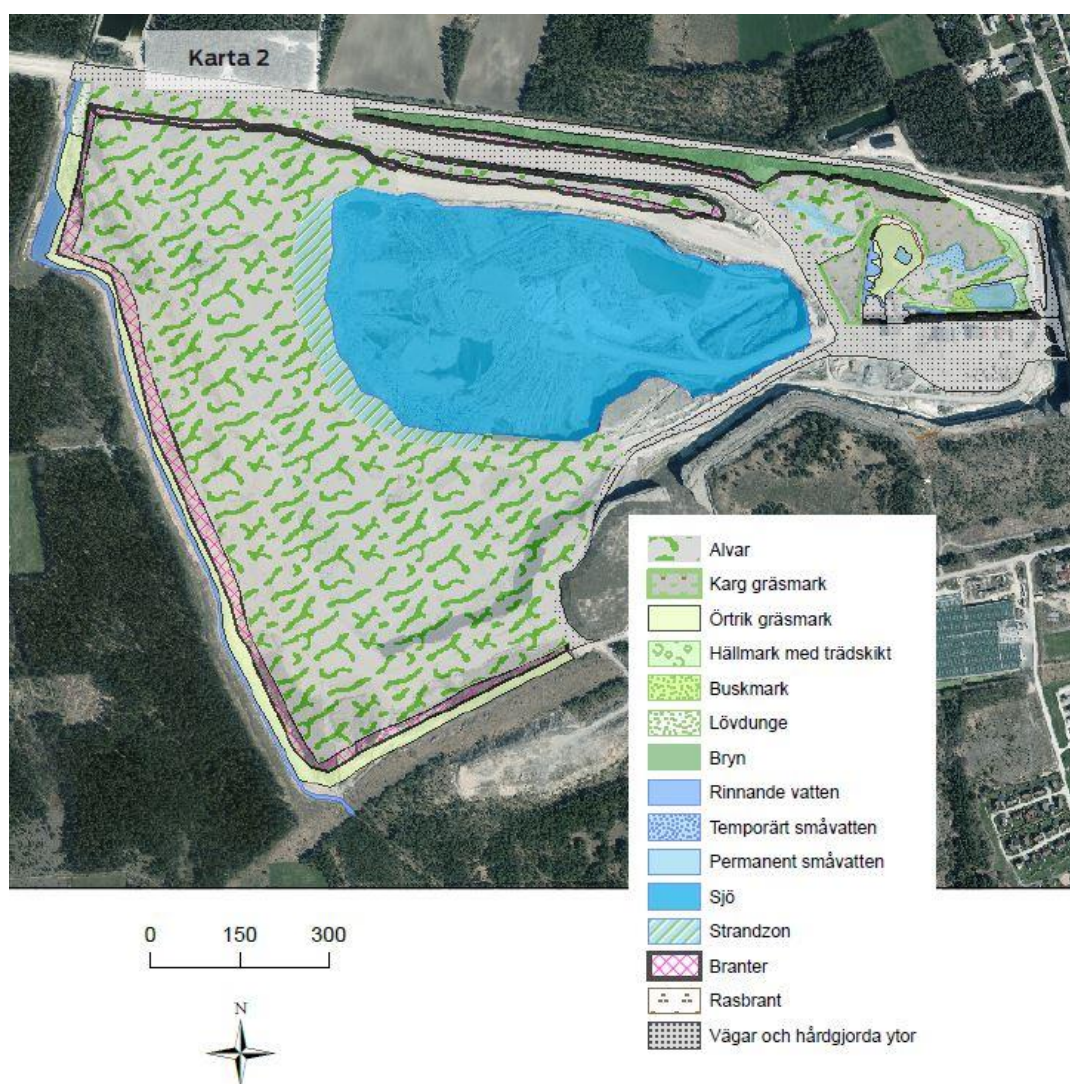 Karta 2
Alvar
Karg gräsmark
Örtrik gräsmark
Hällmark med trädskikt
Buskmark
Lövdunge
Bryn
Rinnande vatten
Temporärt småvatten
Permanent småvatten
Sjö
Strandzon
Branter
Rasbrant
Vägar och hårdgjorda ytor
0 150 300
N